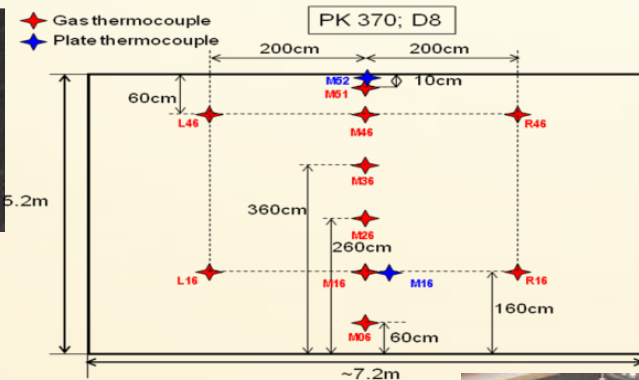 Gas thermocouple
Plate thermocouple
PK 370; D8
200cm
200cm
M52
M51
10cm
60cm
L46
M46
R46
M36
5.2m
360cm
M26
260cm
L16
M16
M16
R16
160cm
M06
60cm
~7.2m